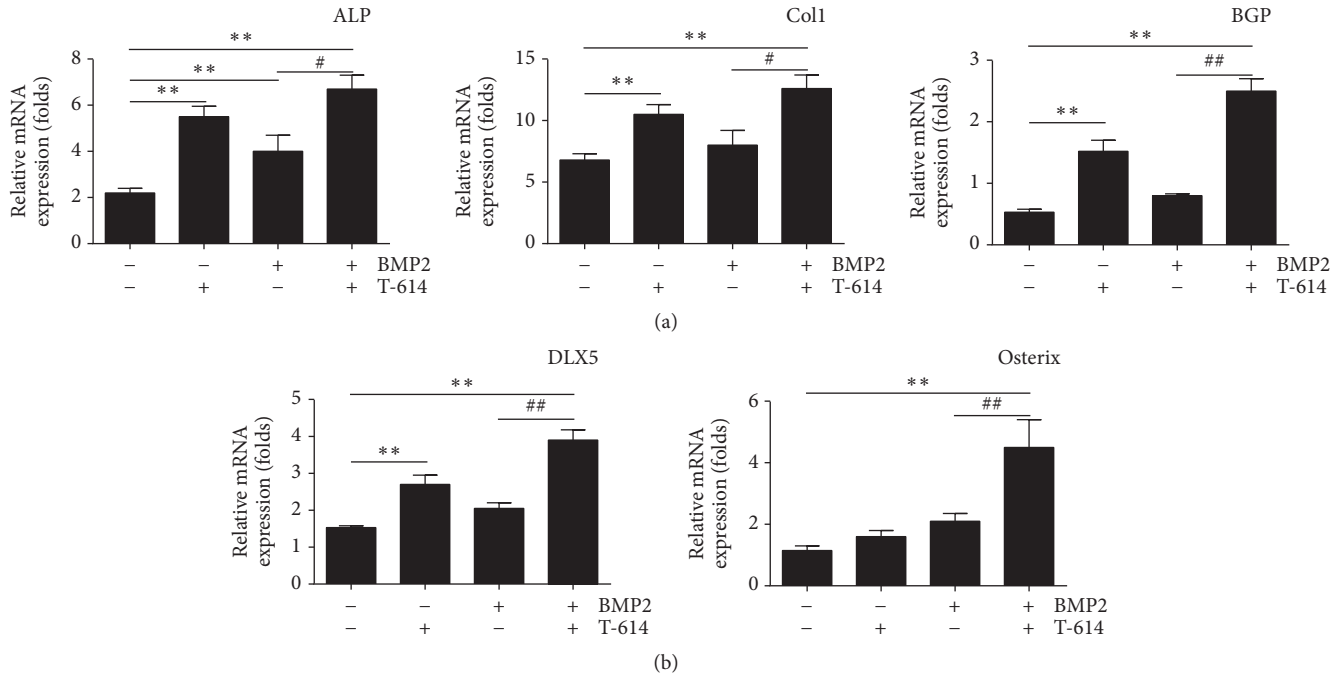 ALP
Relative mRNA
expression (folds)
8
6
4
2
0
**
**
**
#
− − + + BMP2
− + − + T-614
Col1
Relative mRNA
expression (folds)
15
10
5
0
**
**
#
− − + +
− + − +
BGP
Relative mRNA
expression (folds)
3
2
1
0
**
**
##
− − + + BMP2
− + − + T-614
(a)
DLX5
Relative mRNA
expression (folds)
5
4
3
2
1
0
**
**
##
− − + + BMP2
− + − + T-614
Osterix
Relative mRNA
expression (folds)
6
4
2
0
**
##
− − + + BMP2
− + − + T-614
(b)